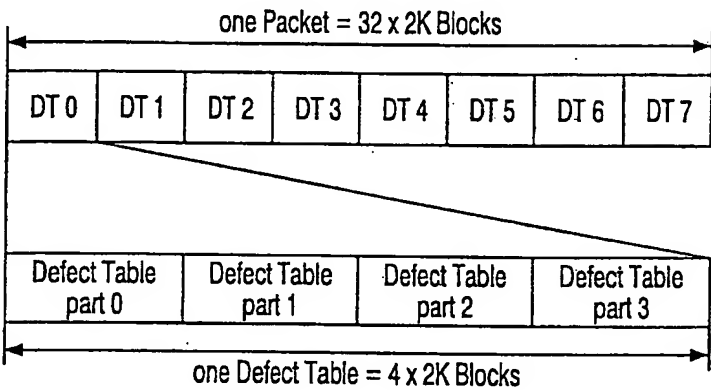 one Packet = 32 x 2K Blocks
DT 0 DT 1 DT 2 DT 3 DT 4 DT 5 DT 6 DT 7
Defect Table Defect Table Defect Table Defect Table
part 0 part 1 part 2 part 3
one Defect Table = 4 x 2K Blocks